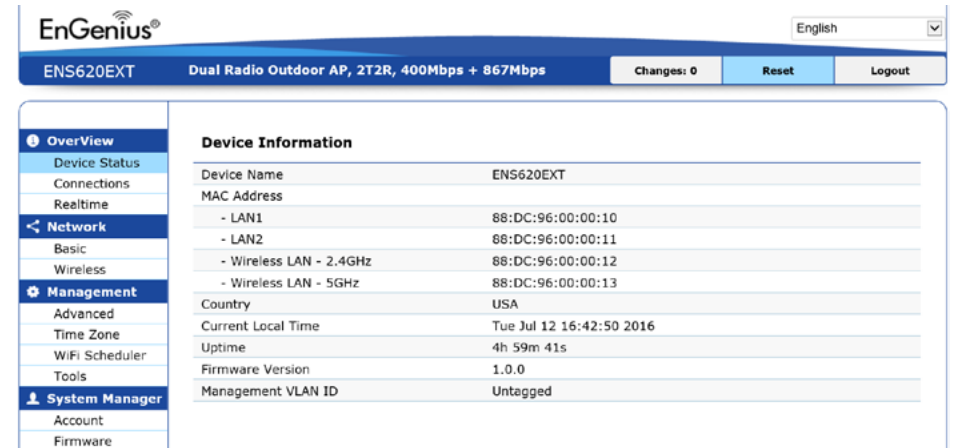 EnGenius®
English
ENS620EXT Dual Radio Outdoor AP, 2T2R, 400Mbps + 867Mbps Changes: 0 Reset Logout
OverView
Device Status
Connections
Realtime
Network
Basic
Wireless
Management
Advanced
Time Zone
WiFi Scheduler
Tools
System Manager
Account
Firmware
Device Information
Device Name ENS620EXT
MAC Address
- LAN1 88:DC:96:00:00:10
- LAN2 88:DC:96:00:00:11
- Wireless LAN - 2.4GHz 88:DC:96:00:00:12
- Wireless LAN - 5GHz 88:DC:96:00:00:13
Country USA
Current Local Time Tue Jul 12 16:42:50 2016
Uptime 4h 59m 41s
Firmware Version 1.0.0
Management VLAN ID Untagged